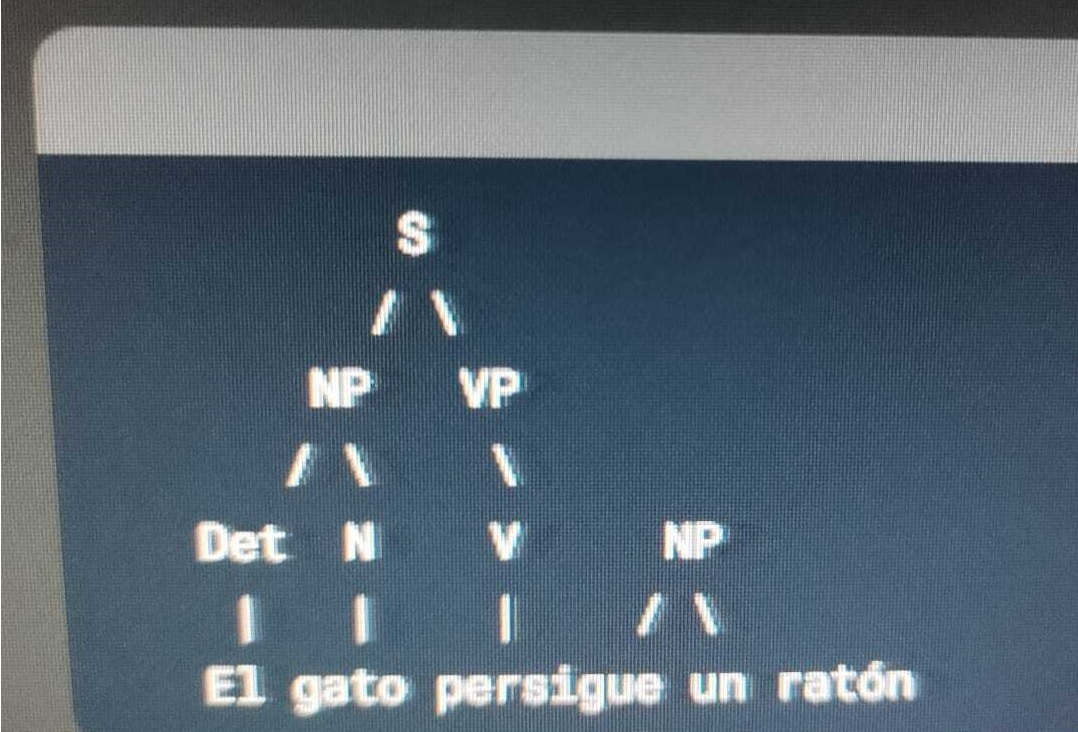 S
/ \
NP VP
/ \ \
Det N V NP
| | | / \
El gato persigue un ratón